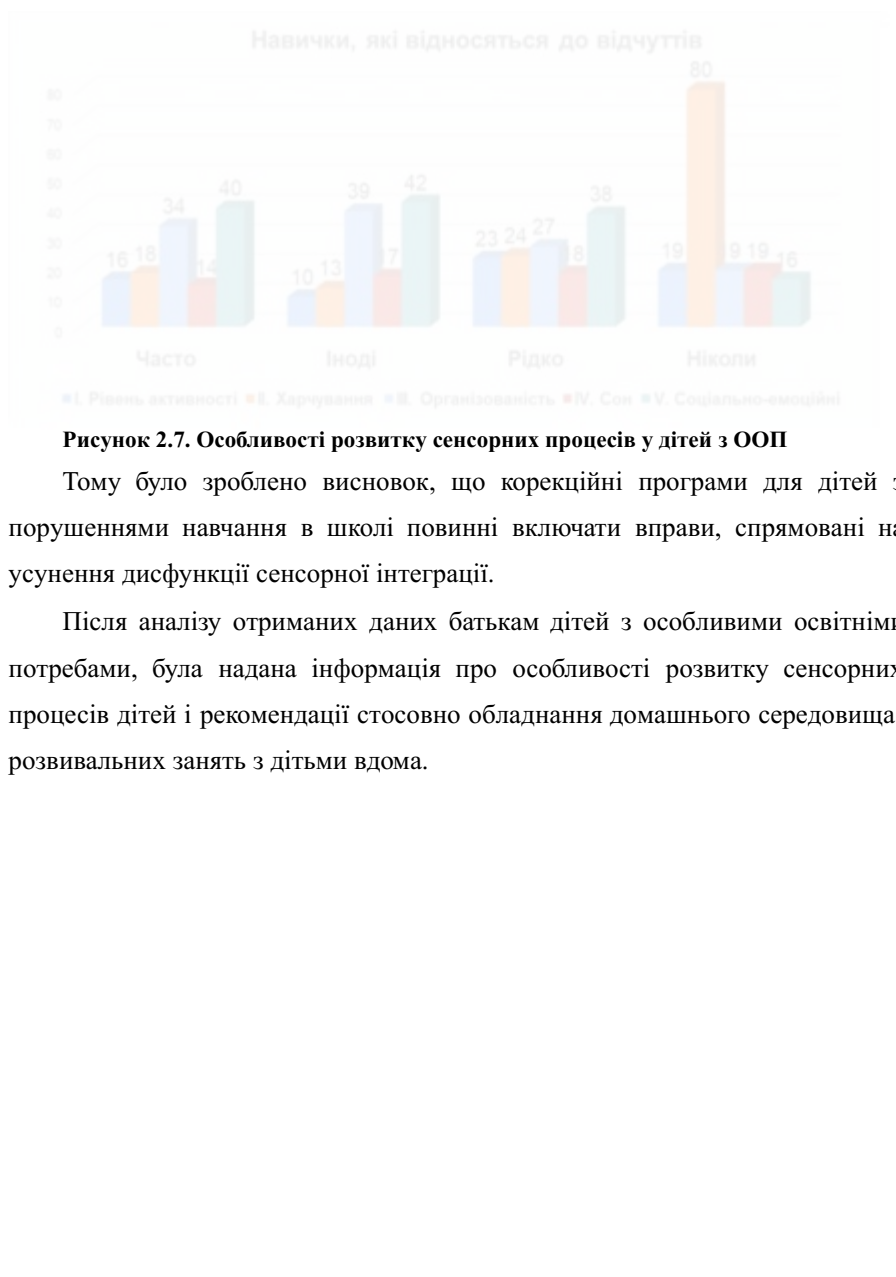 Навички, які відносяться до відчуттів
80
70
60
50
40
30
20
10
0
16 18 34 14 40
10 13 39 17 42
23 24 27 18 38
19 80 19 19 16
Часто Іноді Рідко Ніколи
І. Рівень активності ІІ. Харчування ІІІ. Організованість IV. Сон V. Соціально-емоційні
Рисунок 2.7. Особливості розвитку сенсорних процесів у дітей з ООП
Тому було зроблено висновок, що корекційні програми для дітей з
порушеннями навчання в школі повинні включати вправи, спрямовані на
усунення дисфункції сенсорної інтеграції.
Після аналізу отриманих даних батькам дітей з особливими освітніми
потребами, була надана інформація про особливості розвитку сенсорних
процесів дітей і рекомендації стосовно обладнання домашнього середовища
розвивальних занять з дітьми вдома.